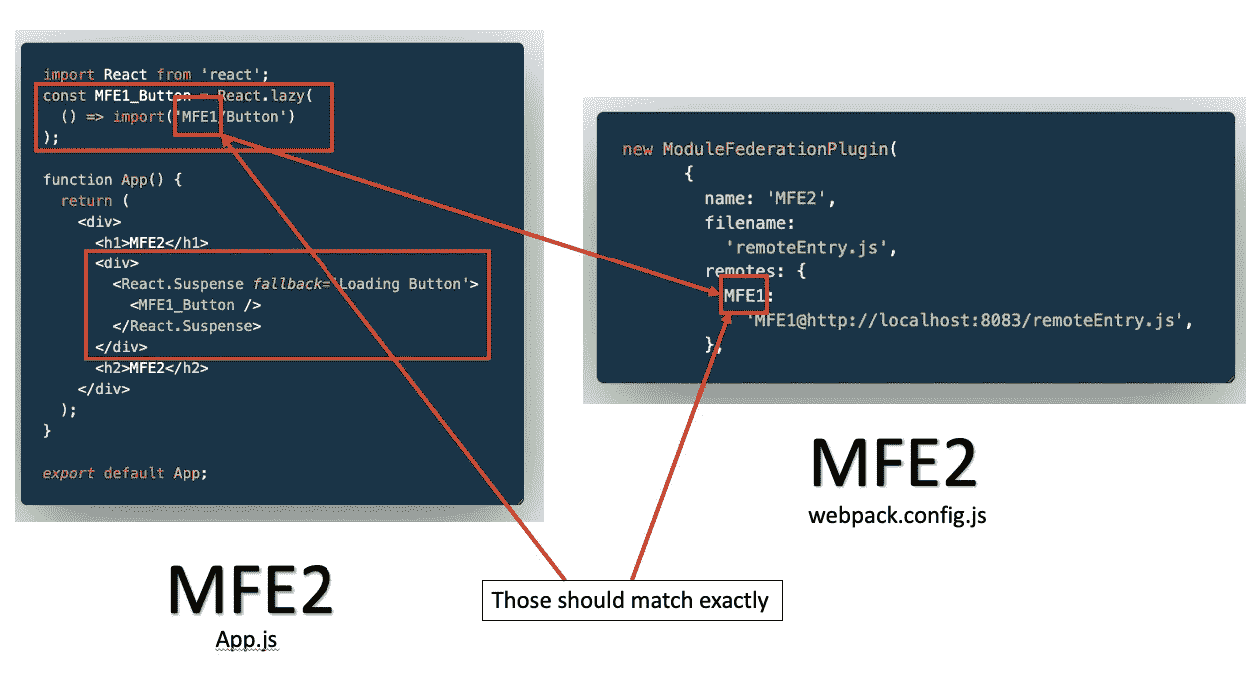 import React from 'react';
const MFE1_Button = React.lazy(
() => import('MFE1/Button')
);
function App() {
return (
<div>
<h1>MFE2</h1>
<div>
<React.Suspense fallback='Loading Button'>
<MFE1_Button />
</React.Suspense>
</div>
<h2>MFE2</h2>
</div>
);
}
export default App;
MFE2
App.js
new ModuleFederationPlugin(
{
name: 'MFE2',
filename:
'remoteEntry.js',
remotes: {
MFE1:
'MFE1@http://localhost:8083/remoteEntry.js',
},
MFE2
webpack.config.js
Those should match exactly